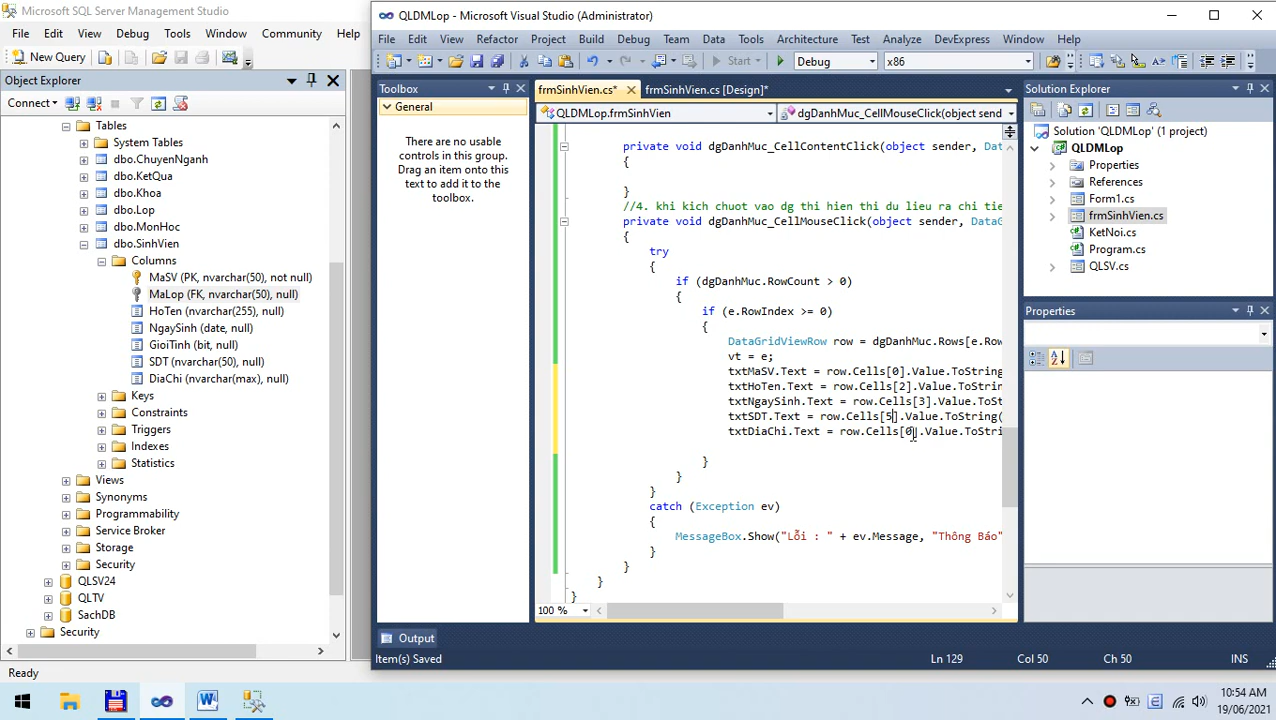 Microsoft SQL Server Management Studio
File Edit View Debug Tools Window Community Help
New Query
Object Explorer
Connect
Tables
System Tables
dbo.ChuyenNganh
dbo.KetQua
dbo.Khoa
dbo.Lop
dbo.MonHoc
dbo.SinhVien
Columns
MaSV (PK, nvarchar(50), not null)
MaLop (FK, nvarchar(50), null)
HoTen (nvarchar(255), null)
NgaySinh (date, null)
GioiTinh (bit, null)
SDT (nvarchar(50), null)
DiaChi (nvarchar(max), null)
Keys
Constraints
Triggers
Indexes
Statistics
Views
Synonyms
Programmability
Service Broker
Storage
Security
QLSV24
QLTV
SachDB
Security
Ready
QLDMLop - Microsoft Visual Studio (Administrator)
File Edit View Refactor Project Build Debug Team Data Tools Architecture Test Analyze DevExpress Window Help
Start Debug x86
Toolbox
General
There are no usable
controls in this group.
Drag an item onto this
text to add it to the
toolbox.
frmSinhVien.cs* frmSinhVien.cs [Design]*
QLDMLop.frmSinhVien dgDanhMuc_CellMouseClick(object send
private void dgDanhMuc_CellContentClick(object sender, Dat
{
}
//4. khi kich chuot vao dg thi hien thi du lieu ra chi tie
private void dgDanhMuc_CellMouseClick(object sender, DataG
{
try
{
if (dgDanhMuc.RowCount > 0)
{
if (e.RowIndex >= 0)
{
DataGridViewRow row = dgDanhMuc.Rows[e.Row
vt = e;
txtMaSV.Text = row.Cells[0].Value.ToString
txtHoTen.Text = row.Cells[2].Value.ToStrin
txtNgaySinh.Text = row.Cells[3].Value.ToSt
txtSDT.Text = row.Cells[5].Value.ToString(
txtDiaChi.Text = row.Cells[0].Value.ToStri
}
}
}
catch (Exception ev)
{
MessageBox.Show("Lỗi : " + ev.Message, "Thông Báo"
}
}
}
}
100 %
Output
Item(s) Saved Ln 129 Col 50 Ch 50 INS
Solution Explorer
Solution 'QLDMLop' (1 project)
QLDMLop
Properties
References
Form1.cs
frmSinhVien.cs
KetNoi.cs
Program.cs
QLSV.cs
Properties
10:54 AM
19/06/2021